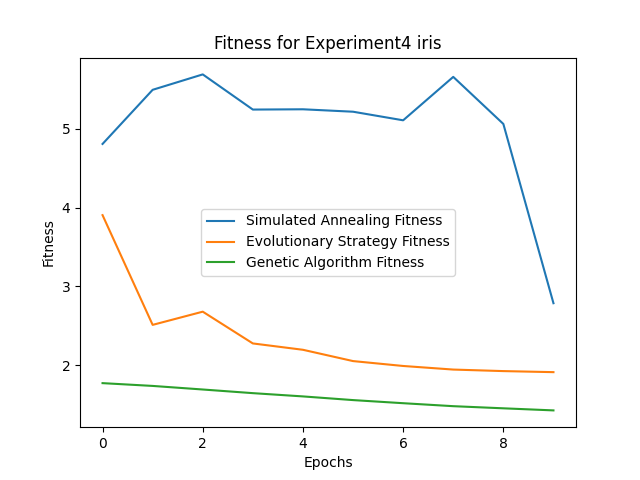 Fitness for Experiment4 iris
Fitness
5
4
3
2
Simulated Annealing Fitness
Evolutionary Strategy Fitness
Genetic Algorithm Fitness
0 2 4 6 8
Epochs